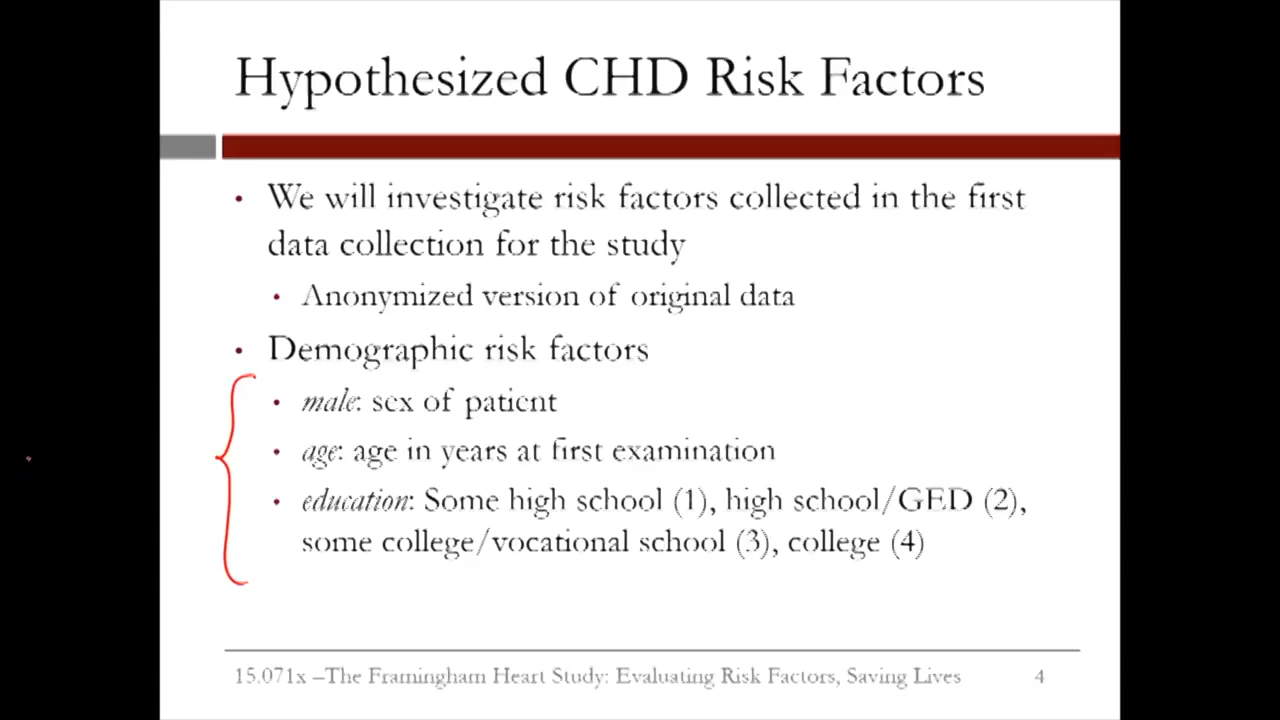 Hypothesized CHD Risk Factors
• We will investigate risk factors collected in the first
data collection for the study
• Anonymized version of original data
• Demographic risk factors
• male: sex of patient
• age: age in years at first examination
• education: Some high school (1), high school/GED (2),
some college/vocational school (3), college (4)
15.071x –The Framingham Heart Study: Evaluating Risk Factors, Saving Lives 4